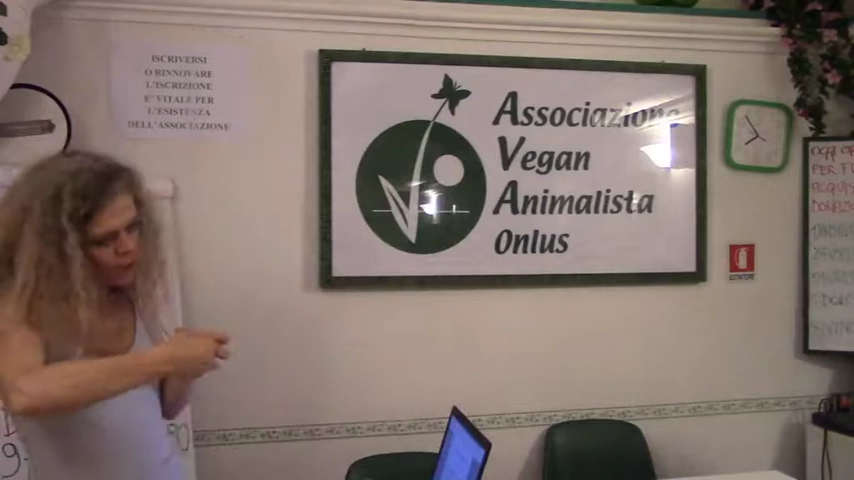 ISCRIVERSI
O RINNOVARE
L'ISCRIZIONE
E' VITALE PER
L'ESISTENZA
DELL'ASSOCIAZIONE
Associazione
Vegan
Animalista
Onlus